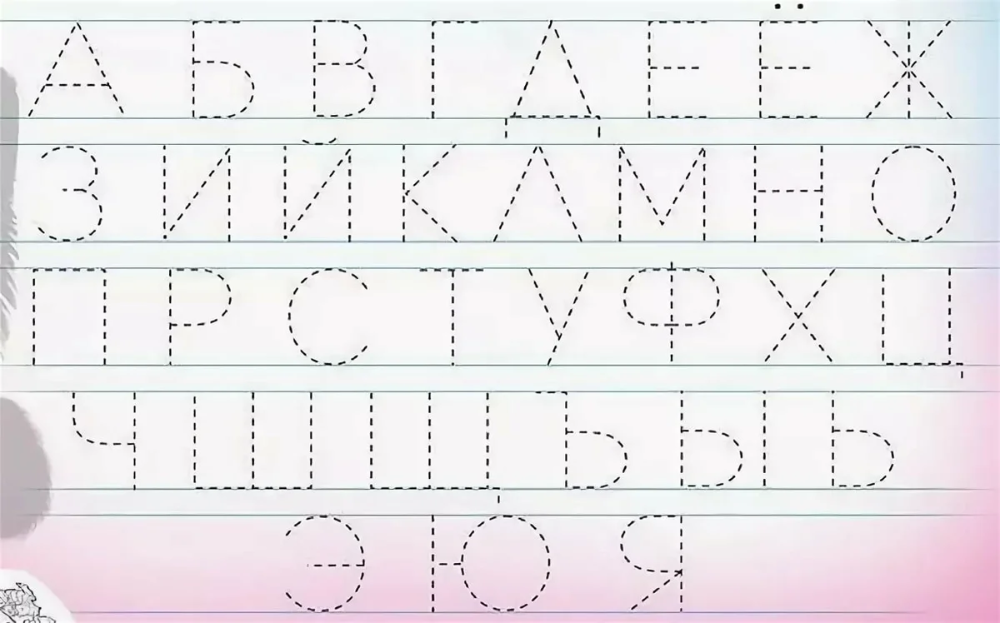 А Б В Г Д Е Ё Ж
З И Й К Л М Н О
П Р С Т У Ф Х Ц
Ч Ш Щ Ъ Ы Ь
Э Ю Я